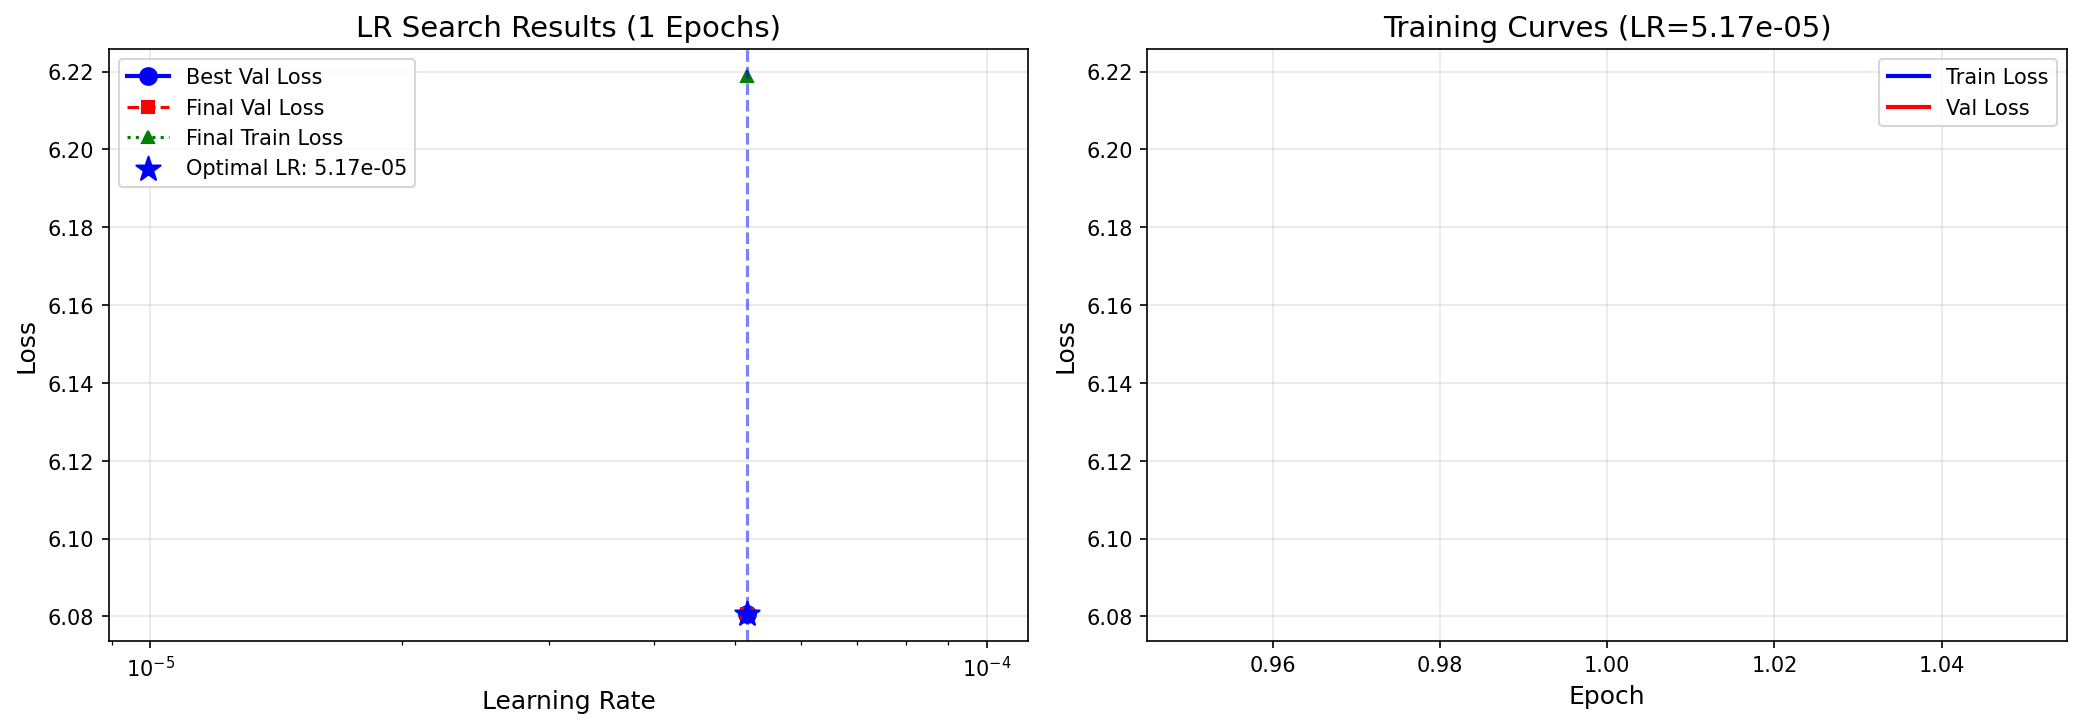 LR Search Results (1 Epochs)
6.22
6.20
6.18
6.16
6.14
6.12
6.10
6.08
Loss
Best Val Loss
Final Val Loss
Final Train Loss
Optimal LR: 5.17e-05
10⁻⁵
10⁻⁴
Learning Rate
Training Curves (LR=5.17e-05)
6.22
6.20
6.18
6.16
6.14
6.12
6.10
6.08
Loss
Train Loss
Val Loss
0.96
0.98
1.00
1.02
1.04
Epoch